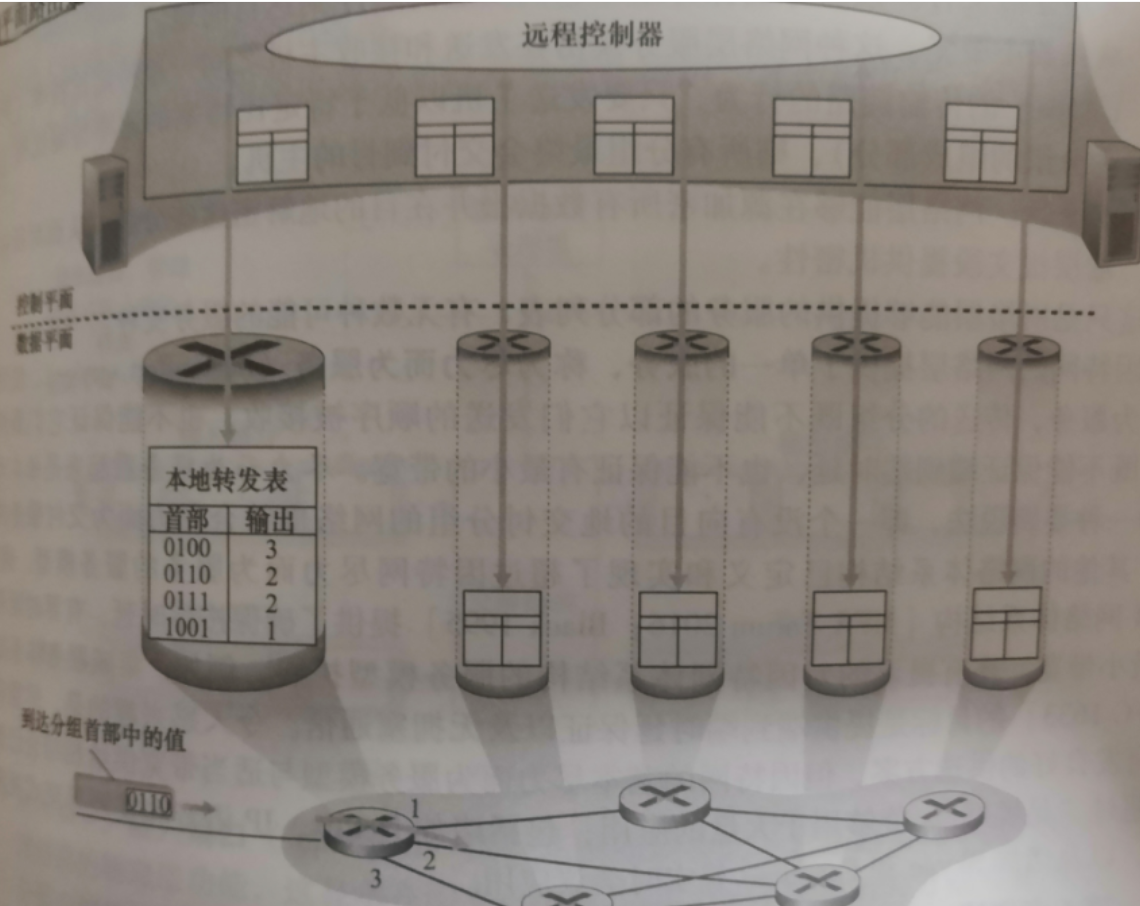 远程控制器
控制平面
数据平面
本地转发表
首部 输出
0100 3
0110 2
0111 2
1001 1
到达分组首部中的值
0110
1
2
3